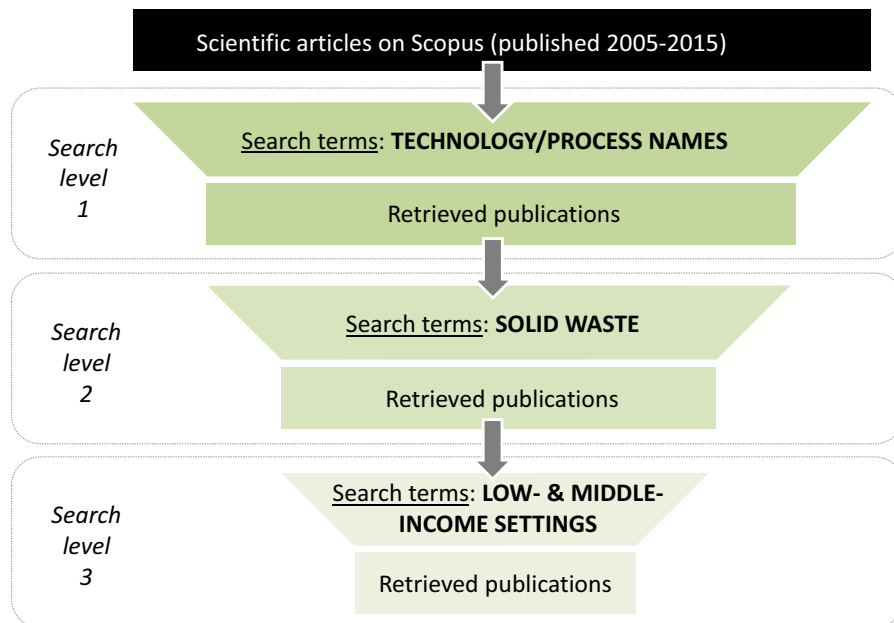 Scientific articles on Scopus (published 2005-2015)
Search
level
1
Search terms: TECHNOLOGY/PROCESS NAMES
Retrieved publications
Search
level
2
Search terms: SOLID WASTE
Retrieved publications
Search
level
3
Search terms: LOW- & MIDDLE-
INCOME SETTINGS
Retrieved publications